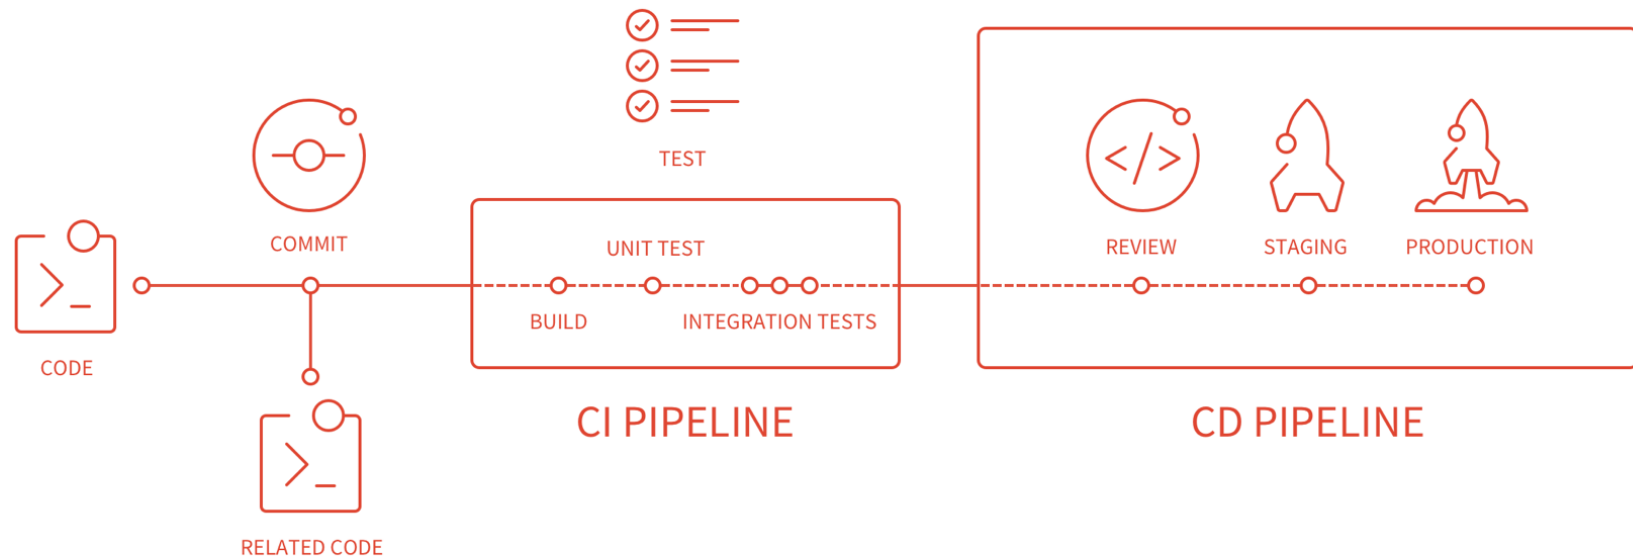 TEST
COMMIT
UNIT TEST
REVIEW
STAGING
PRODUCTION
BUILD
INTEGRATION TESTS
CODE
CI PIPELINE
CD PIPELINE
RELATED CODE